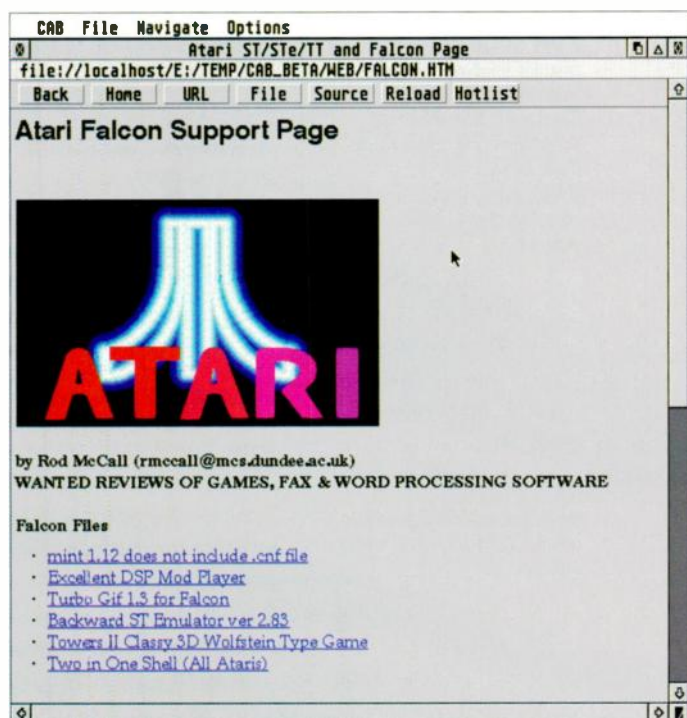 CAB File Navigate Options
Atari ST/STe/TT and Falcon Page
file://localhost/E:/TEMP/CAB_BETA/WEB/FALCON.HTM
Back Home URL File Source Reload Hotlist
Atari Falcon Support Page
ATARI
by Rod McCall (rmccall@mcs.dundee.ac.uk)
WANTED REVIEWS OF GAMES, FAX & WORD PROCESSING SOFTWARE
Falcon Files
· mint 1.12 does not include .cnf file
· Excellent DSP Mod Player
· Turbo Gif 1.3 for Falcon
· Backward ST Emulator ver 2.83
· Towers II Classy 3D Wolfstein Type Game
· Two in One Shell (All Ataris)